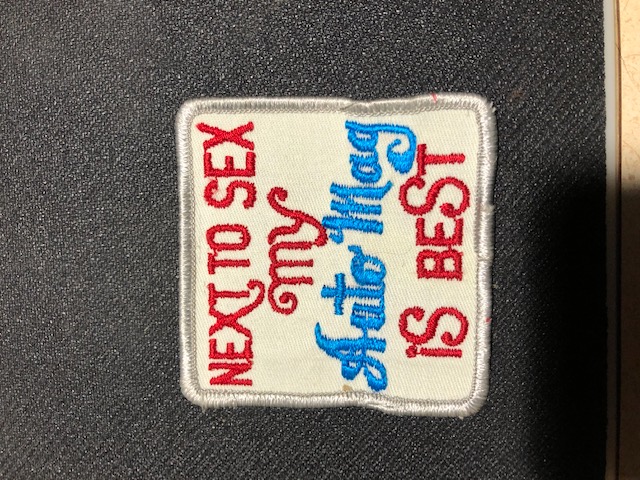 NEXT TO SEX
my
Auto Mag
iS BEST